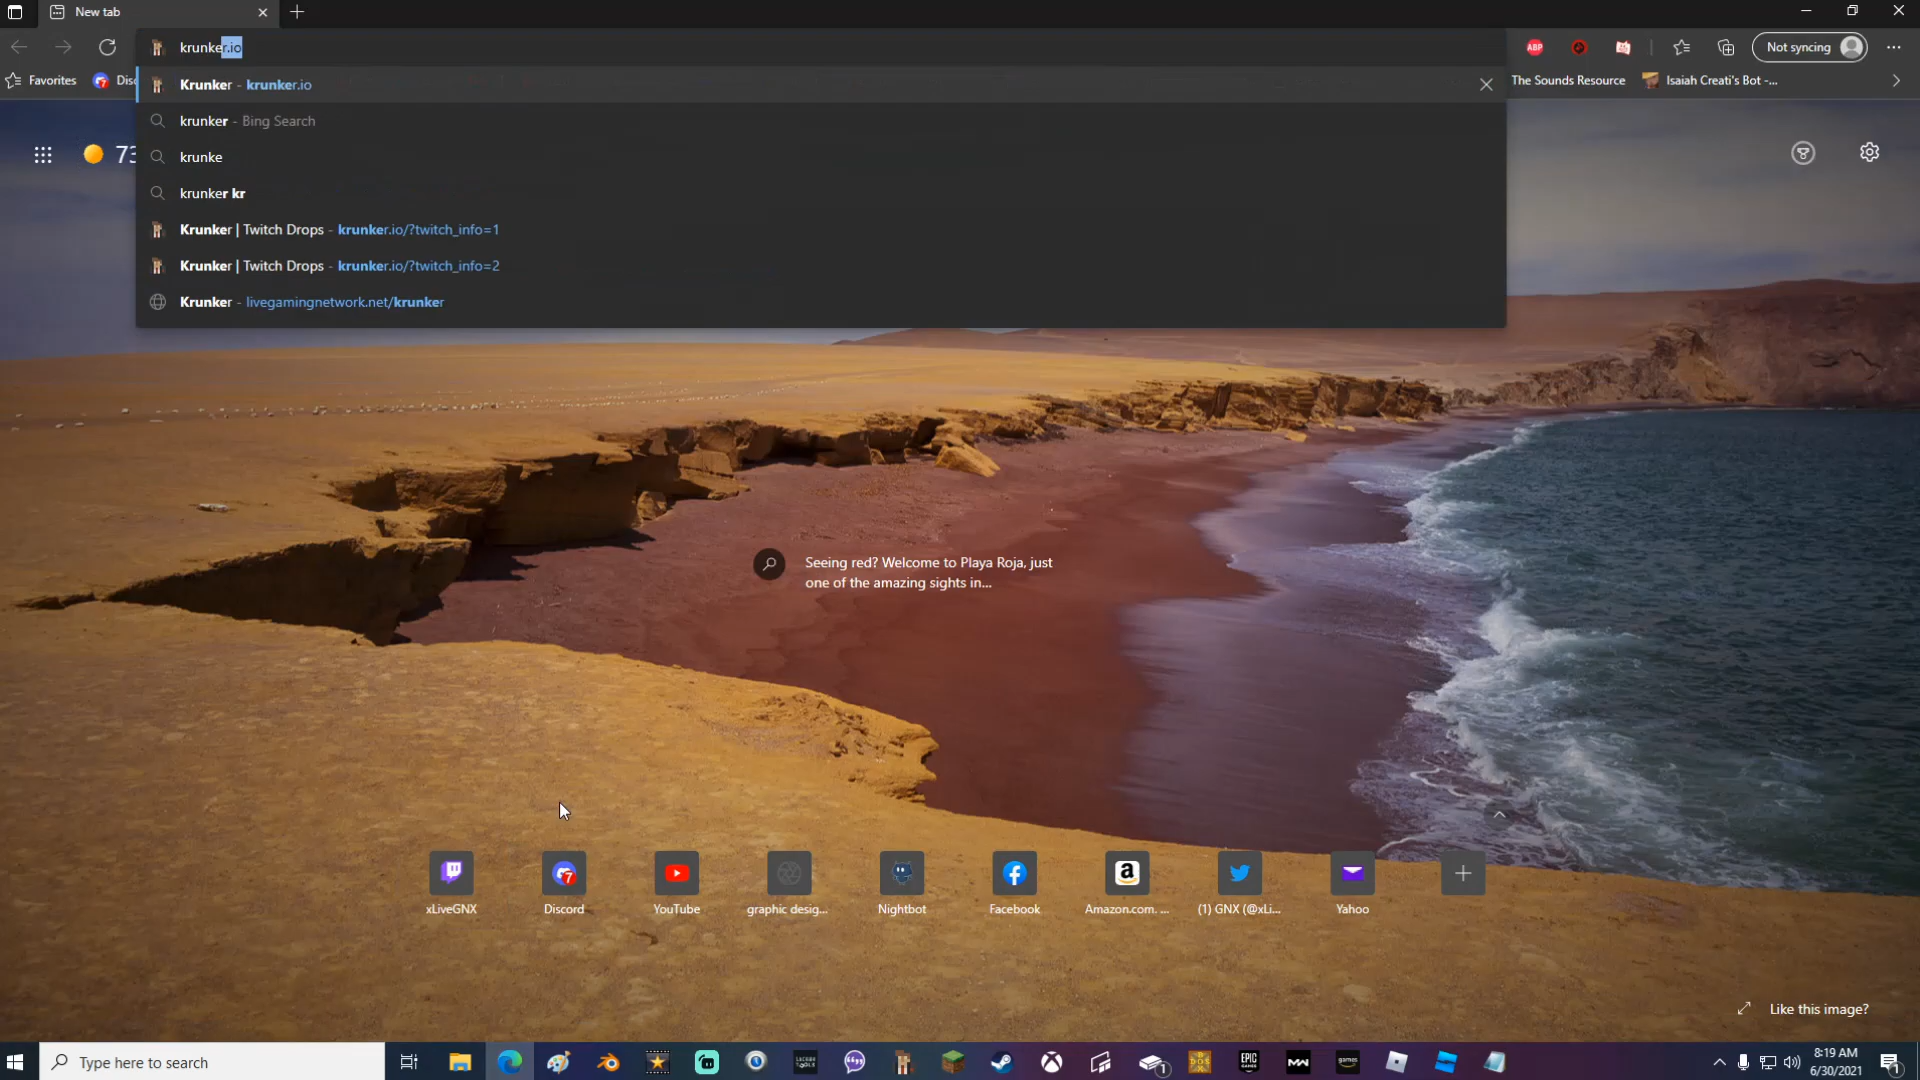 New tab
krunker.io
ABP
Not syncing
Favorites
Disc
The Sounds Resource
Isaiah Creati's Bot -...
Krunker - krunker.io
krunker - Bing Search
krunke
krunker kr
Krunker | Twitch Drops - krunker.io/?twitch_info=1
Krunker | Twitch Drops - krunker.io/?twitch_info=2
Krunker - livegamingnetwork.net/krunker
73
Seeing red? Welcome to Playa Roja, just
one of the amazing sights in...
xLiveGNX
Discord
YouTube
graphic desig...
Nightbot
Facebook
Amazon.com. ...
(1) GNX (@xLi...
Yahoo
Like this image?
Type here to search
8:19 AM
6/30/2021